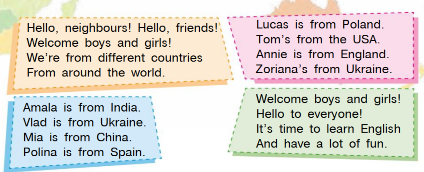 Hello, neighbours! Hello, friends!
Welcome boys and girls!
We're from different countries
From around the world.
Lucas is from Poland.
Tom's from the USA.
Annie is from England.
Zoriana's from Ukraine.
Amala is from India.
Vlad is from Ukraine.
Mia is from China.
Polina is from Spain.
Welcome boys and girls!
Hello to everyone!
It's time to learn English
And have a lot of fun.